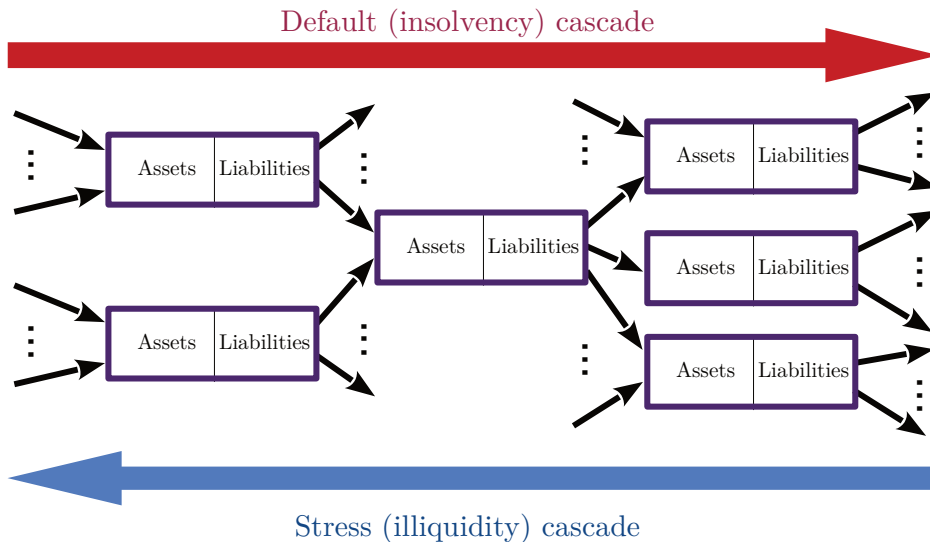 Default (insolvency) cascade
Assets Liabilities
Assets Liabilities
Assets Liabilities
Assets Liabilities
Assets Liabilities
Assets Liabilities
Stress (illiquidity) cascade